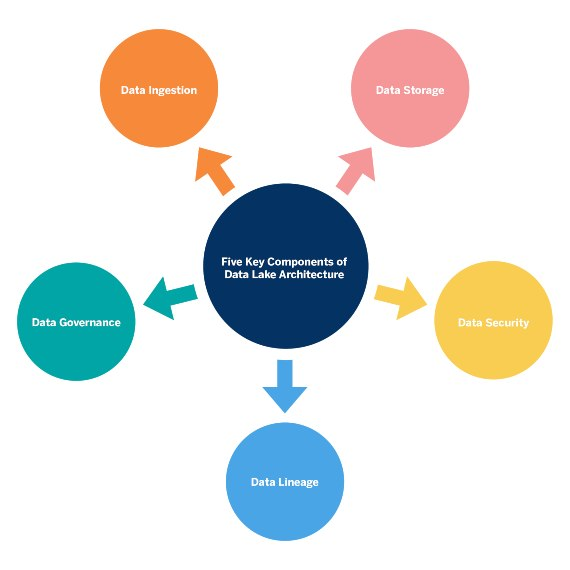 Data Ingestion
Data Storage
Five Key Components of
Data Lake Architecture
Data Governance
Data Security
Data Lineage